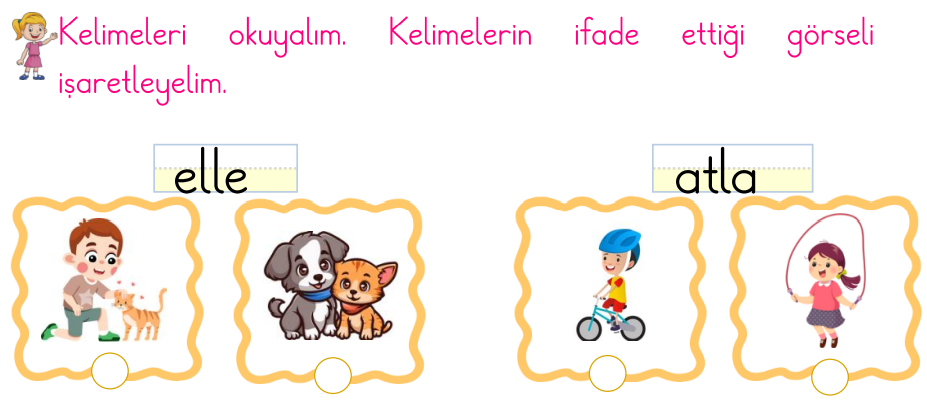 Kelimeleri okuyalım. Kelimelerin ifade ettiği görseli
işaretleyelim.
elle
atla